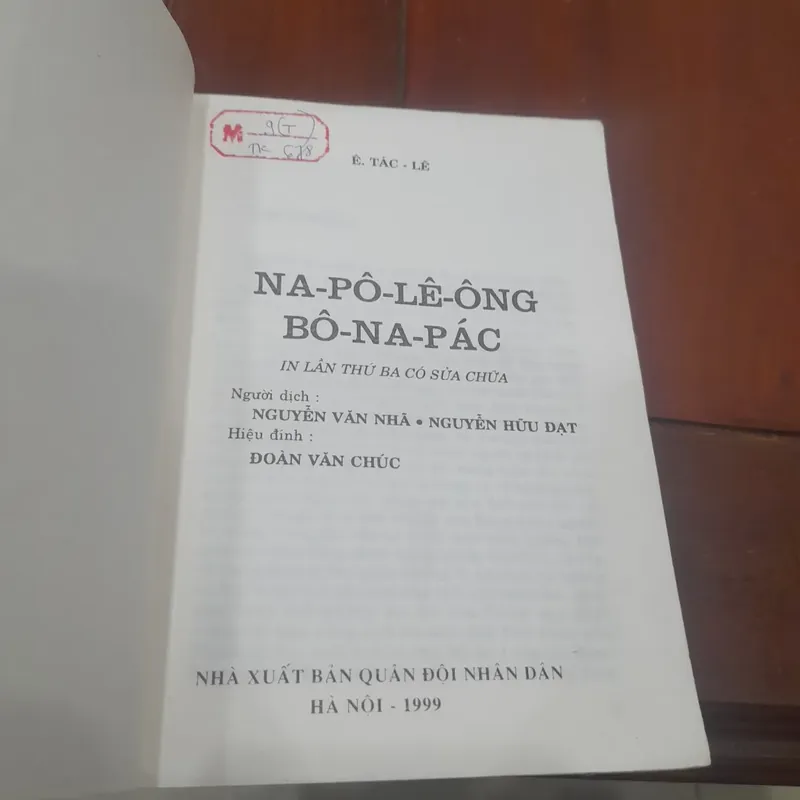 M 9(T)
Ê. TÁC - LÊ
NA-PÔ-LÊ-ÔNG
BÔ-NA-PÁC
IN LẦN THỨ BA CÓ SỬA CHỮA
Người dịch :
NGUYỄN VĂN NHÃ • NGUYỄN HỮU ĐẠT
Hiệu đinh :
ĐOÀN VĂN CHÚC
NHÀ XUẤT BẢN QUÂN ĐỘI NHÂN DÂN
HÀ NỘI - 1999